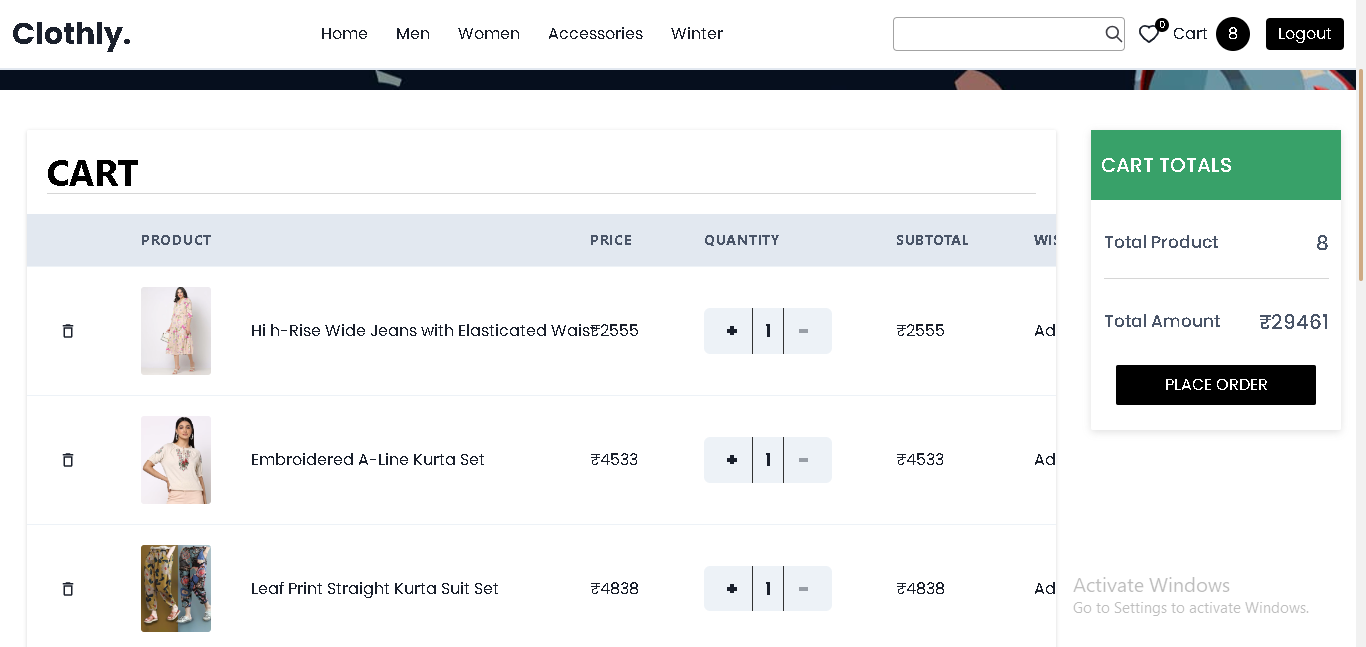 Clothly. Home Men Women Accessories Winter 0 Cart 8 Logout
CART
CART TOTALS
PRODUCT PRICE QUANTITY SUBTOTAL WIS
Total Product 8
Hi h-Rise Wide Jeans with Elasticated Waist ₹2555 + 1 - ₹2555 Ad
Total Amount ₹29461
PLACE ORDER
Embroidered A-Line Kurta Set ₹4533 + 1 - ₹4533 Ad
Leaf Print Straight Kurta Suit Set ₹4838 + 1 - ₹4838 Ad
Activate Windows
Go to Settings to activate Windows.